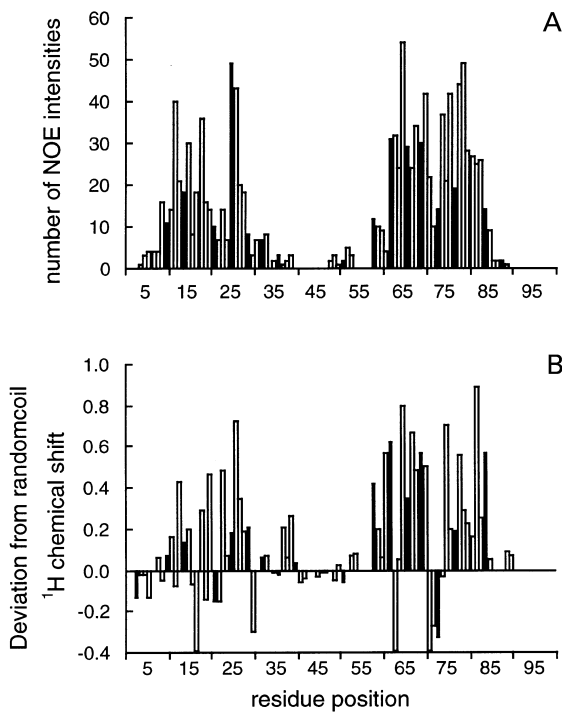 A
number of NOE intensities
60
50
40
30
20
10
0
5 15 25 35 45 55 65 75 85 95
B
Deviation from randomcoil
¹H chemical shift
1.0
0.8
0.6
0.4
0.2
0.0
-0.2
-0.4
5 15 25 35 45 55 65 75 85 95
residue position